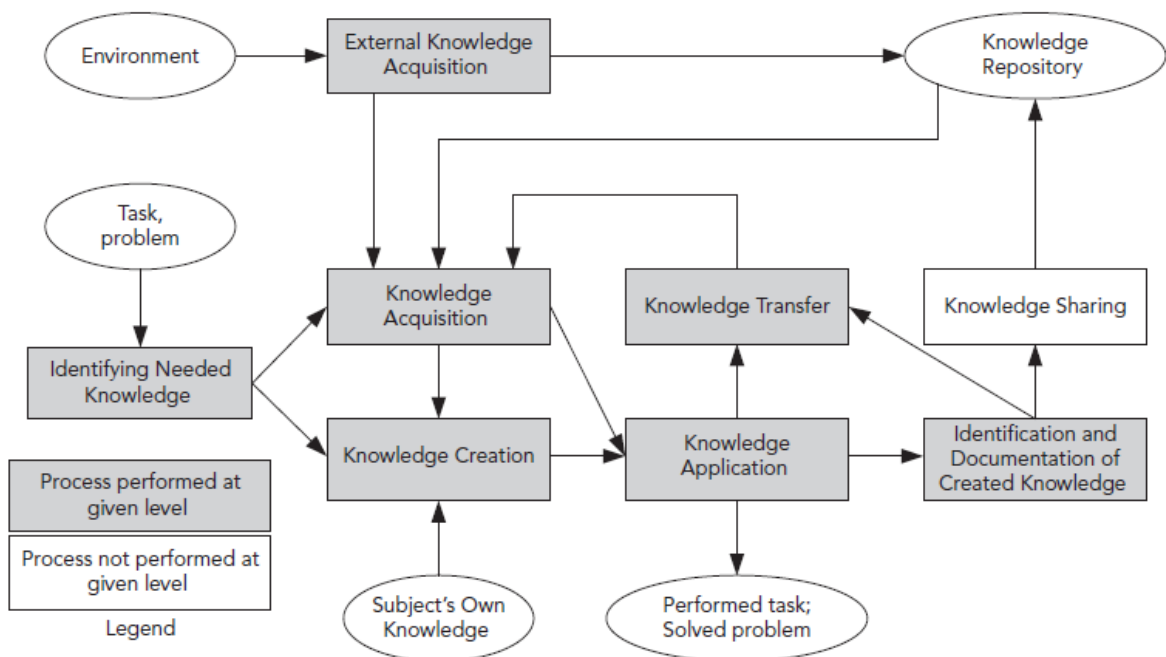 Environment
External Knowledge
Acquisition
Knowledge
Repository
Task,
problem
Knowledge
Acquisition
Knowledge Transfer
Knowledge Sharing
Identifying Needed
Knowledge
Knowledge Creation
Knowledge
Application
Identification and
Documentation of
Created Knowledge
Process performed at
given level
Process not performed at
given level
Legend
Subject's Own
Knowledge
Performed task;
Solved problem